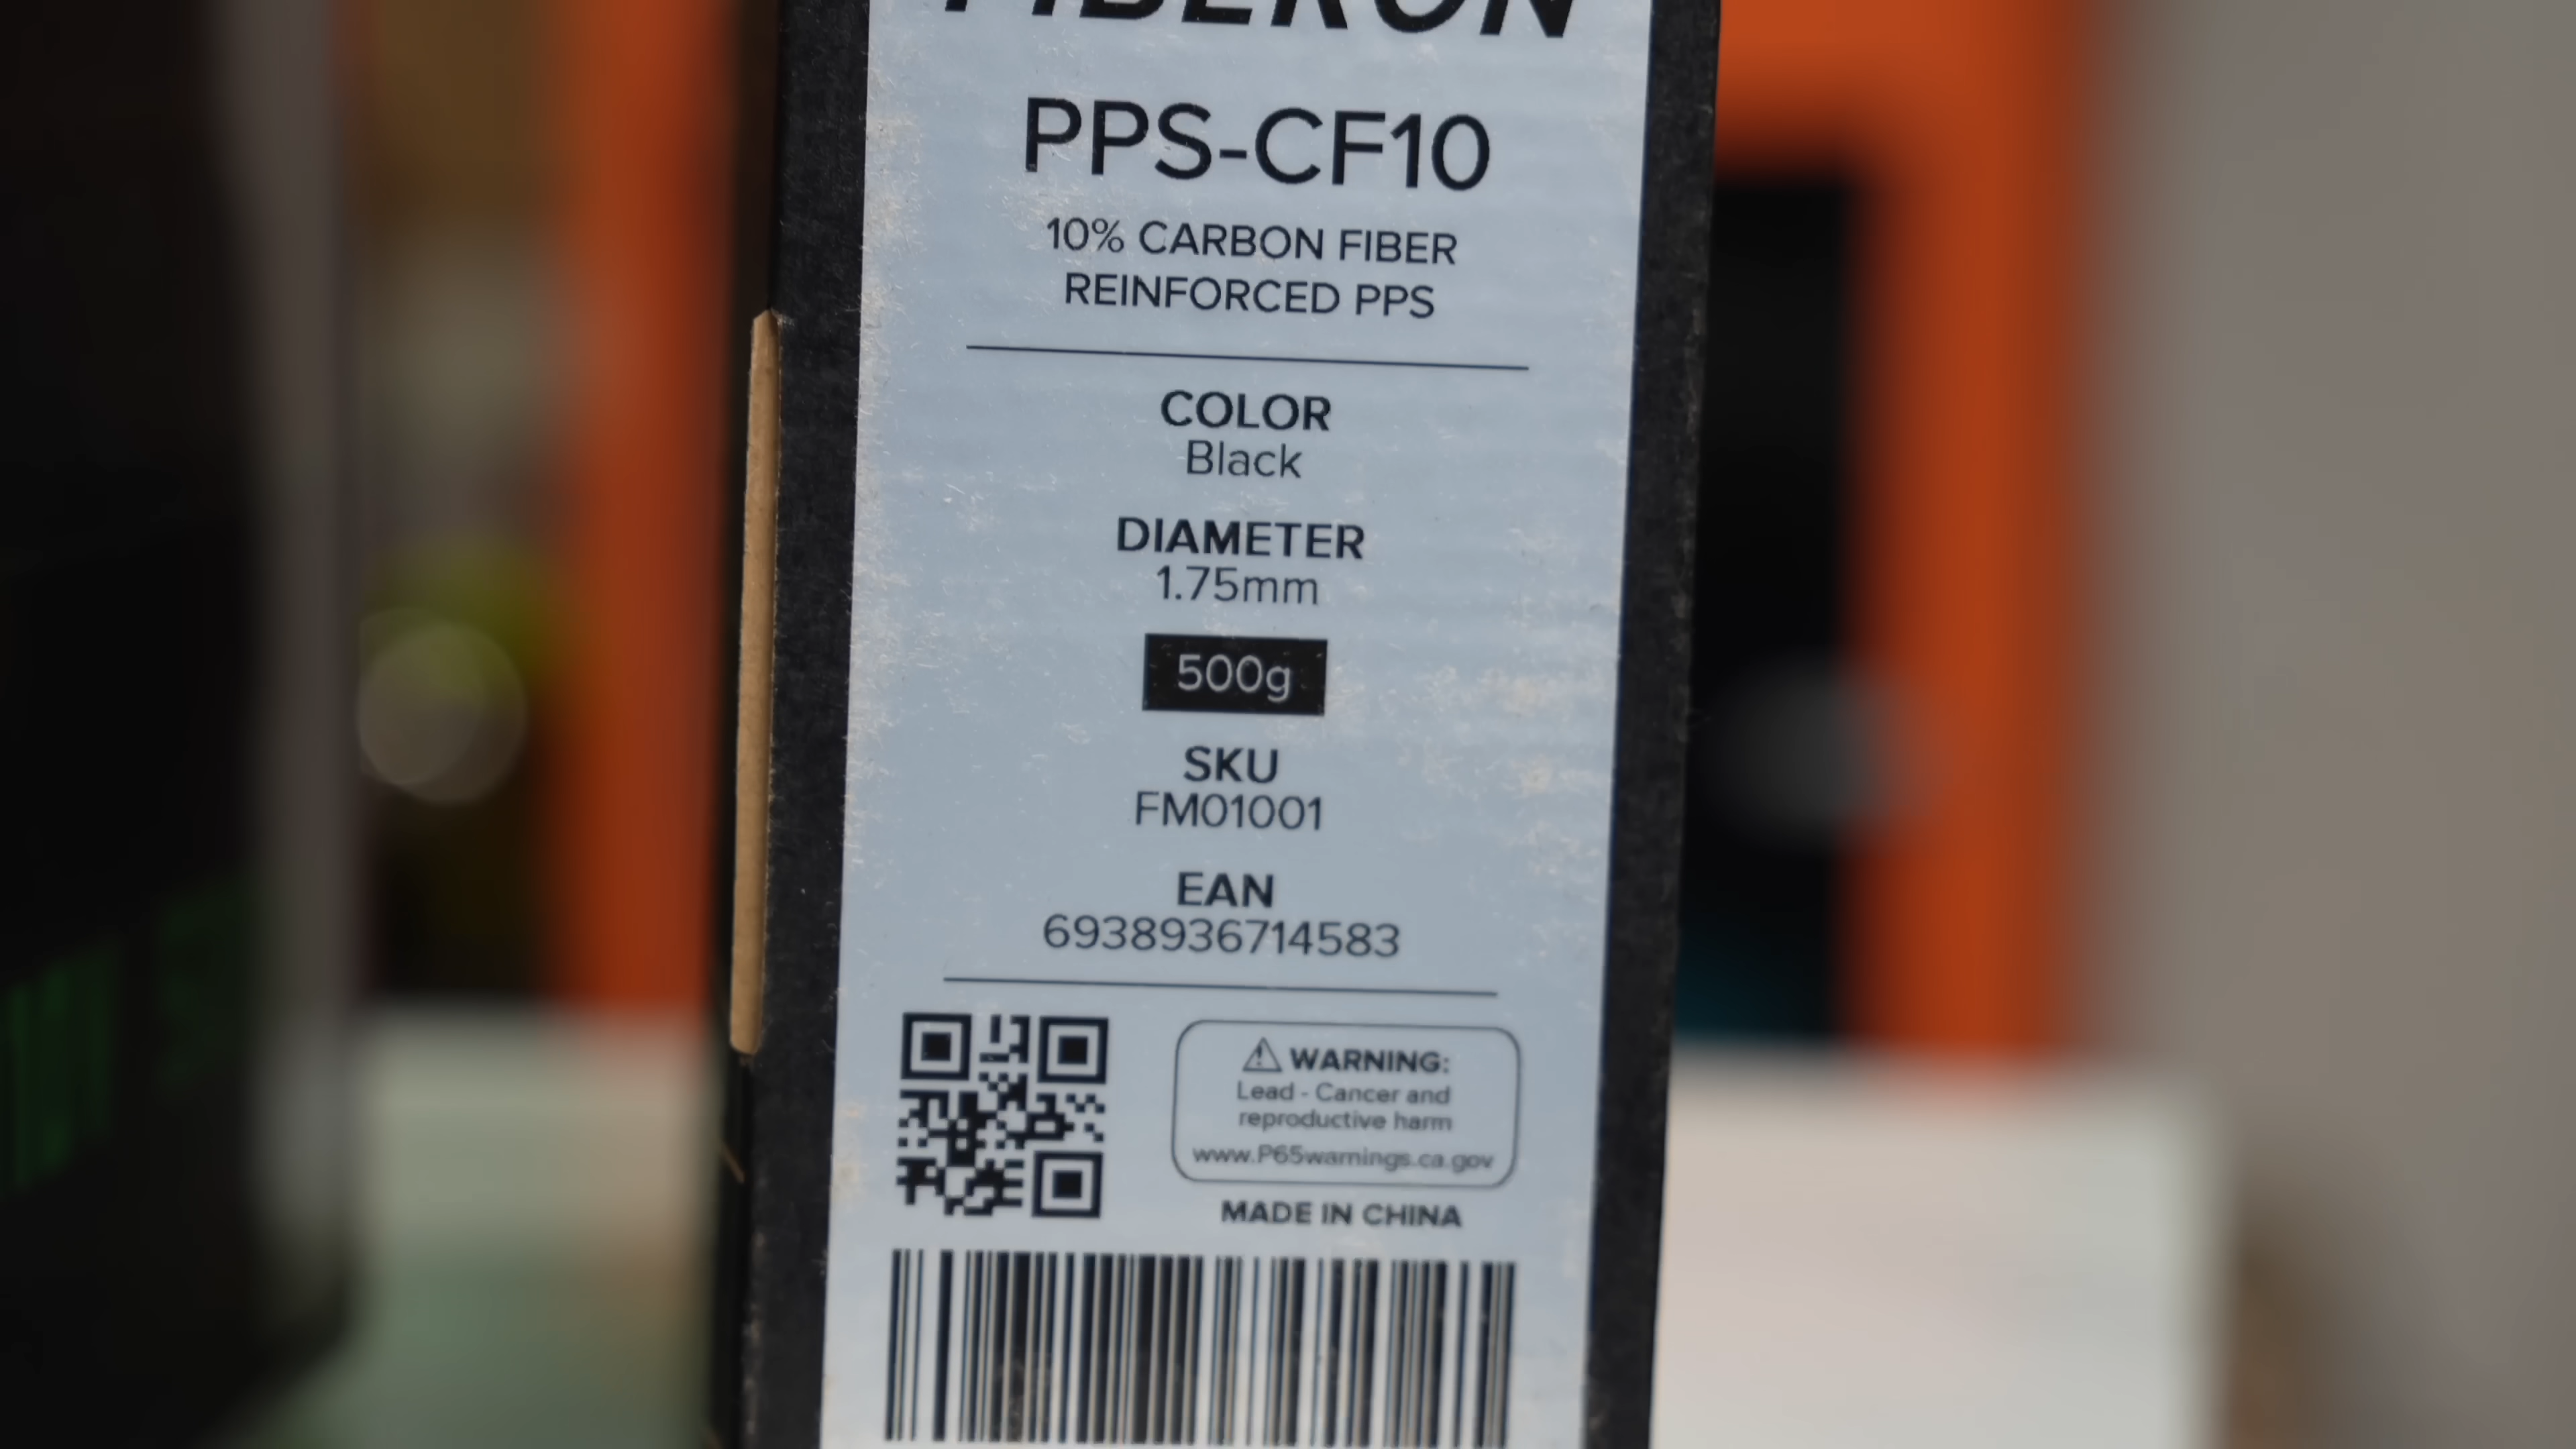 FIBERON
PPS-CF10
10% CARBON FIBER
REINFORCED PPS
COLOR
Black
DIAMETER
1.75mm
500g
SKU
FM01001
EAN
6938936714583
⚠ WARNING:
Lead - Cancer and
reproductive harm
www.P65warnings.ca.gov
MADE IN CHINA